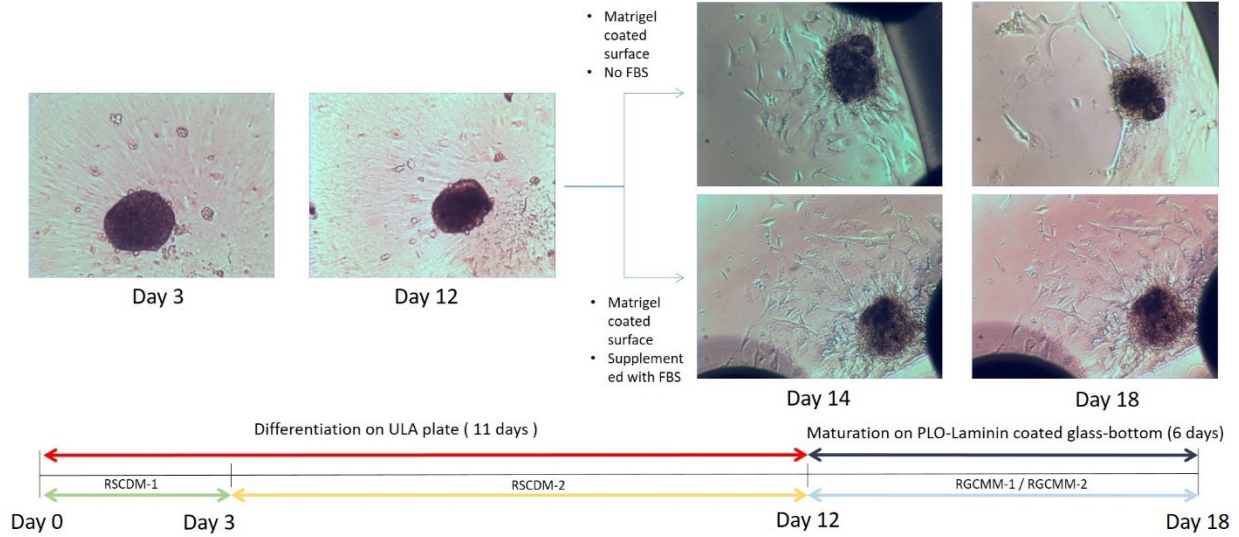 • Matrigel
coated
surface
• No FBS
Day 3
Day 12
• Matrigel
coated
surface
• Supplement
ed with FBS
Day 14
Day 18
Differentiation on ULA plate ( 11 days )
Maturation on PLO-Laminin coated glass-bottom (6 days)
RSCDM-1
RSCDM-2
RGCMM-1 / RGCMM-2
Day 0
Day 3
Day 12
Day 18